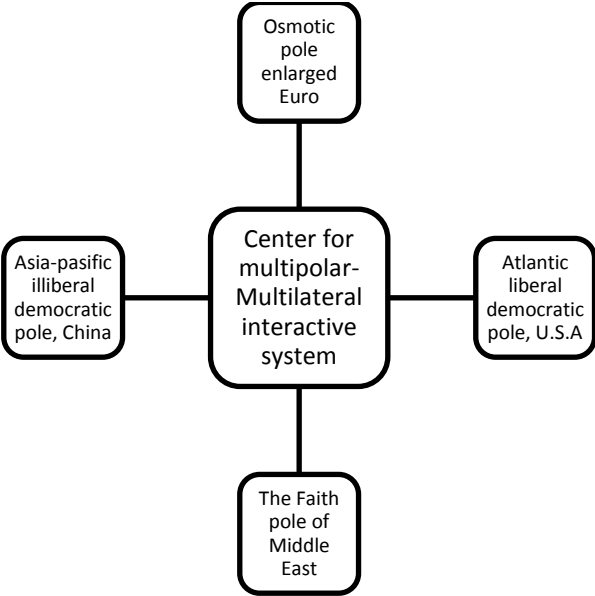 Osmotic
pole
enlarged
Euro
Asia-pasific
illiberal
democratic
pole, China
Center for
multipolar-
Multilateral
interactive
system
Atlantic
liberal
democratic
pole, U.S.A
The Faith
pole of
Middle
East